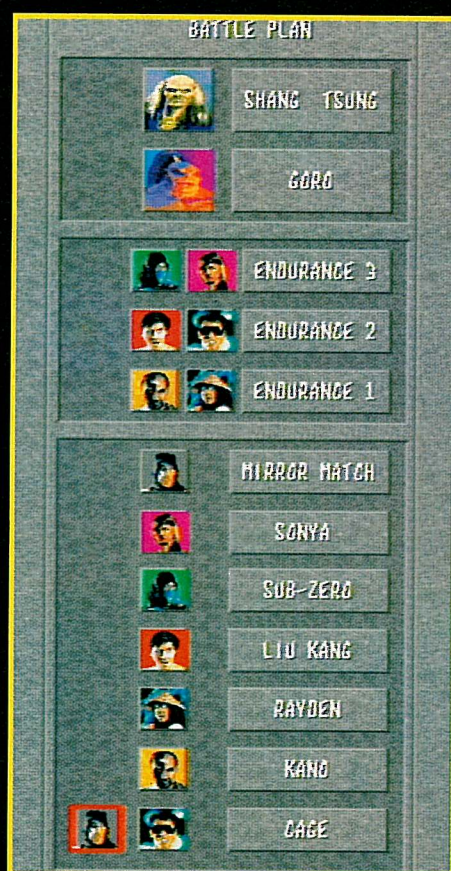 BATTLE PLAN
SHANG TSUNG
GORO
ENDURANCE 3
ENDURANCE 2
ENDURANCE 1
MIRROR MATCH
SONYA
SUB-ZERO
LIU KANG
RAYDEN
KANO
CAGE